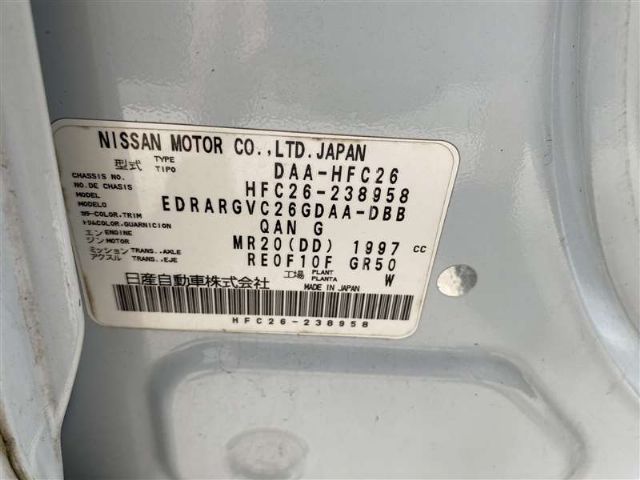 NISSAN MOTOR CO.,LTD.JAPAN
型式 TYPE TIPO DAA-HFC26
CHASSIS NO. NO.DE CHASIS HFC26-238958
MODEL MODELO EDRARGVC26GDAA-DBB
カラー COLOR,TRIM COLOR,GUARNICION QAN G
エンジン ENGINE MOTOR MR20(DD) 1997 cc
ミッション アクスル TRANS.,AXLE TRANS.,EJE RE0F10F GR50
工場 PLANT PLANTA W
日産自動車株式会社 MADE IN JAPAN
HFC26-238958